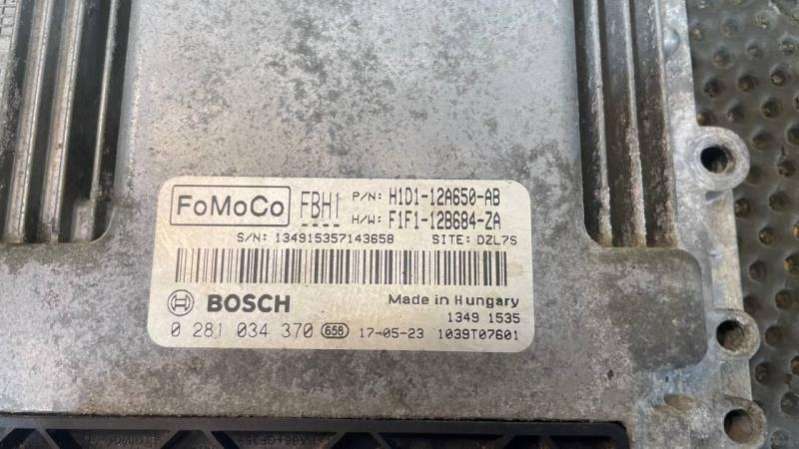 FoMoCo FBH1 P/N: H1D1-12A650-AB
H/W: F1F1-12B684-ZA
S/N: 134915357143658 SITE: DZL7S
BOSCH Made in Hungary
1349 1535
0 281 034 370 658 17-05-23 1039T07601